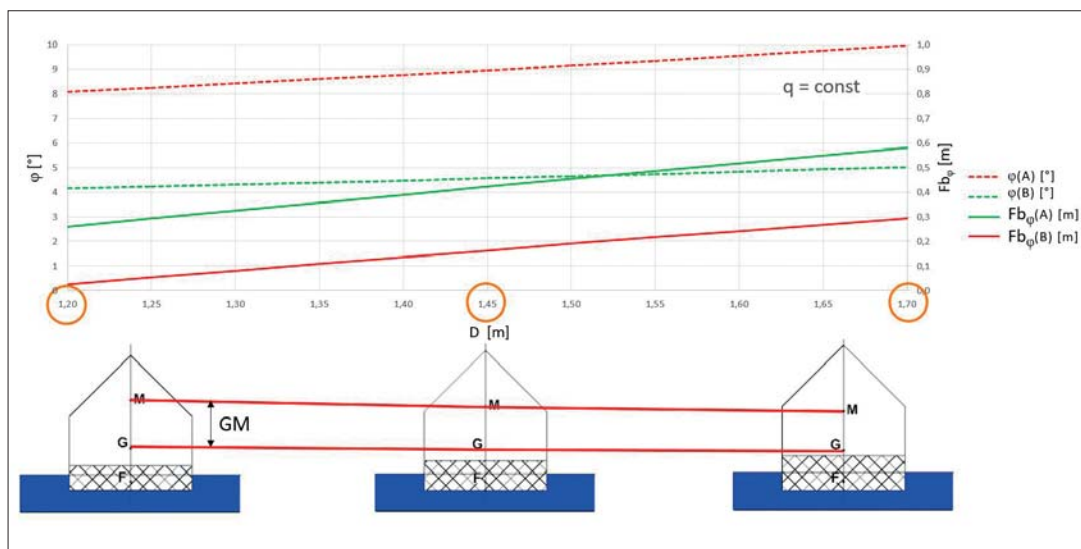 10
9
8
7
6
5
4
3
2
1
0
φ [°]
q = const
1,0
0,9
0,8
0,7
0,6
0,5
0,4
0,3
0,2
0,1
0,0
Fbφ [m]
φ(A) [°]
φ(B) [°]
Fbφ(A) [m]
Fbφ(B) [m]
1,20 1,25 1,30 1,35 1,40 1,45 1,50 1,55 1,60 1,65 1,70
D [m]
M M M
GM
G G G
F F F